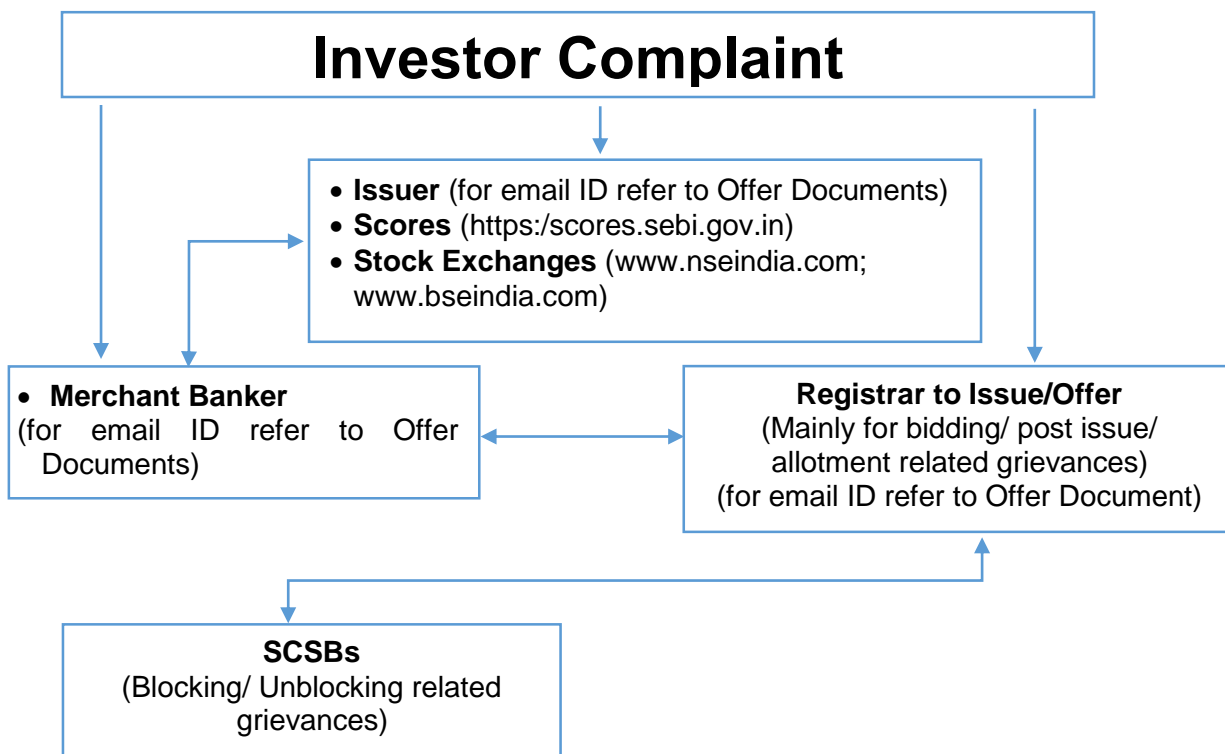 Investor Complaint
• Issuer (for email ID refer to Offer Documents)
• Scores (https:/scores.sebi.gov.in)
• Stock Exchanges (www.nseindia.com;
www.bseindia.com)
• Merchant Banker
(for email ID refer to Offer
Documents)
Registrar to Issue/Offer
(Mainly for bidding/ post issue/
allotment related grievances)
(for email ID refer to Offer Document)
SCSBs
(Blocking/ Unblocking related
grievances)